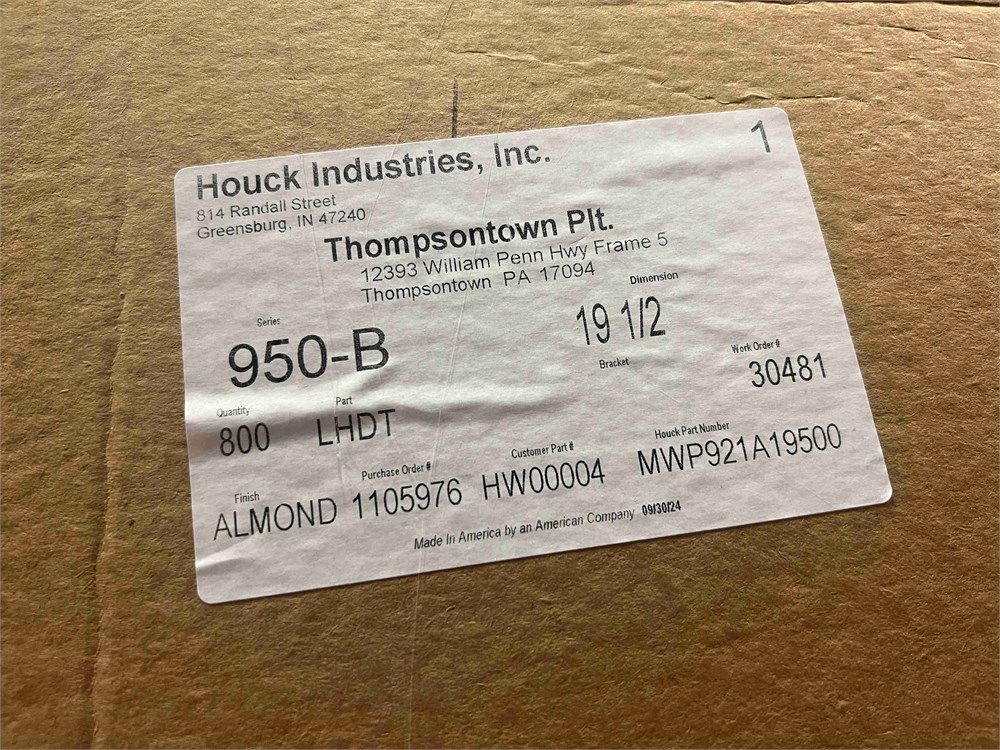 1
Houck Industries, Inc.
814 Randall Street
Greensburg, IN 47240
Thompsontown Plt.
12393 William Penn Hwy Frame 5
Thompsontown PA 17094
Series
950-B
Dimension
19 1/2
Bracket
Work Order #
30481
Quantity
800
Part
LHDT
Finish
ALMOND
Purchase Order #
1105976
Customer Part #
HW00004
Houck Part Number
MWP921A19500
Made In America by an American Company 09/30/24